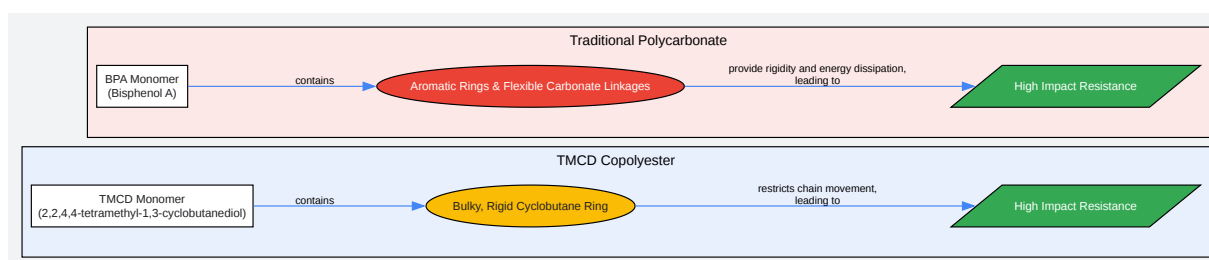 Traditional Polycarbonate
BPA Monomer
(Bisphenol A)
contains
Aromatic Rings & Flexible Carbonate Linkages
provide rigidity and energy dissipation,
leading to
High Impact Resistance
TMCD Copolyester
TMCD Monomer
(2,2,4,4-tetramethyl-1,3-cyclobutanediol)
contains
Bulky, Rigid Cyclobutane Ring
restricts chain movement,
leading to
High Impact Resistance